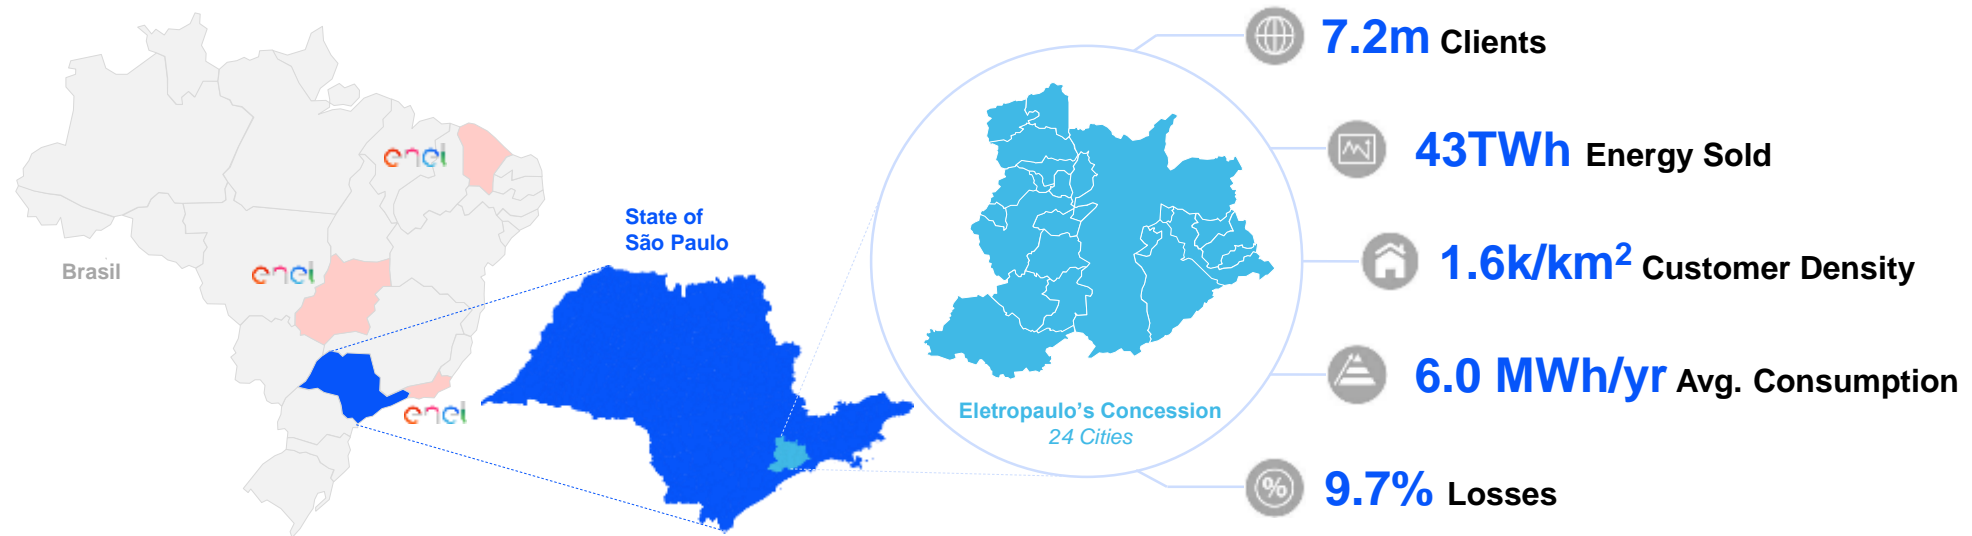 Brasil
enel
enel
enel
State of
São Paulo
Eletropaulo's Concession
24 Cities
7.2m Clients
43TWh Energy Sold
1.6k/km² Customer Density
6.0 MWh/yr Avg. Consumption
% 9.7% Losses